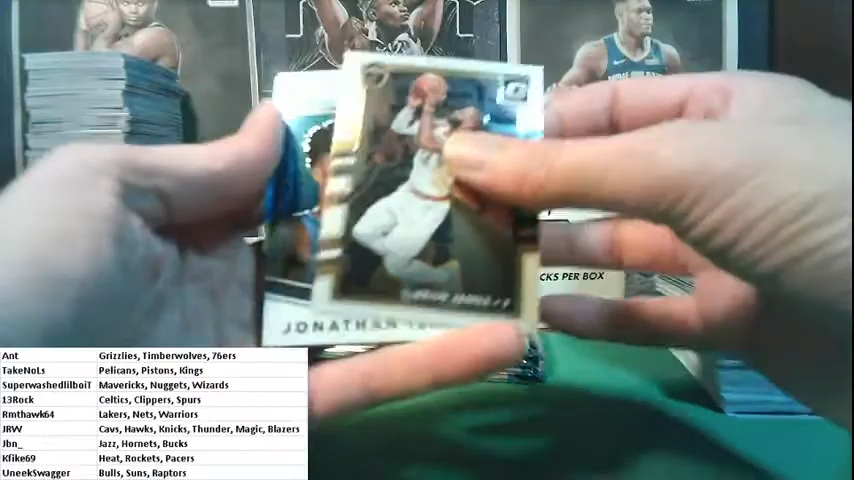 JONATHAN
CKS PER BOX
Ant Grizzlies, Timberwolves, 76ers
TakeNoLs Pelicans, Pistons, Kings
SuperwashedlilboiT Mavericks, Nuggets, Wizards
13Rock Celtics, Clippers, Spurs
Rmthawk64 Lakers, Nets, Warriors
JRW Cavs, Hawks, Knicks, Thunder, Magic, Blazers
Jbn_ Jazz, Hornets, Bucks
Kfike69 Heat, Rockets, Pacers
UneekSwagger Bulls, Suns, Raptors